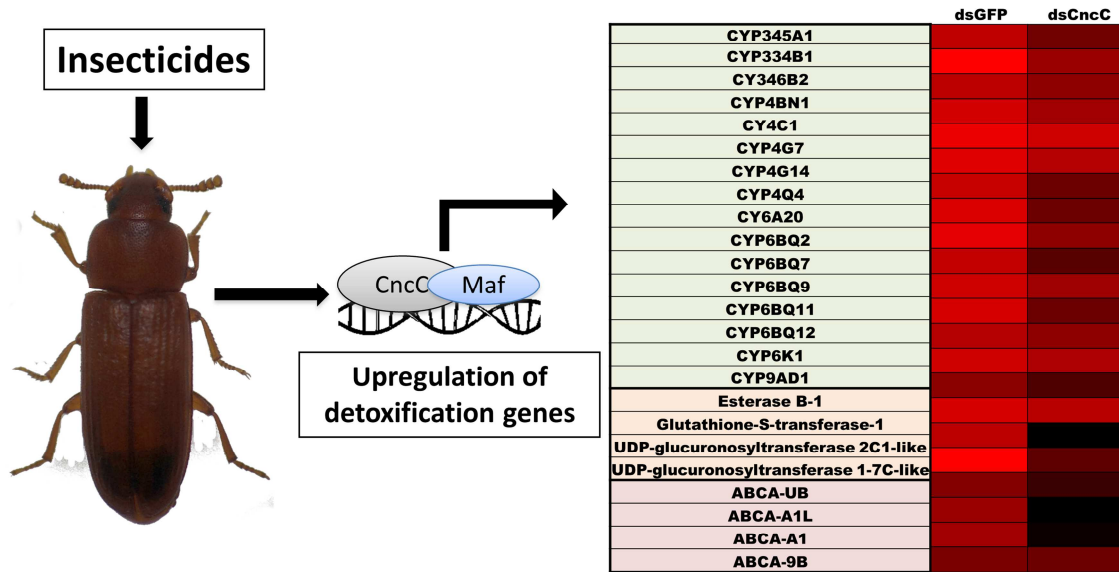 Insecticides
CncC
Maf
Upregulation of
detoxification genes
dsGFP dsCncC
CYP345A1
CYP334B1
CY346B2
CYP4BN1
CY4C1
CYP4G7
CYP4G14
CYP4Q4
CY6A20
CYP6BQ2
CYP6BQ7
CYP6BQ9
CYP6BQ11
CYP6BQ12
CYP6K1
CYP9AD1
Esterase B-1
Glutathione-S-transferase-1
UDP-glucuronosyltransferase 2C1-like
UDP-glucuronosyltransferase 1-7C-like
ABCA-UB
ABCA-A1L
ABCA-A1
ABCA-9B